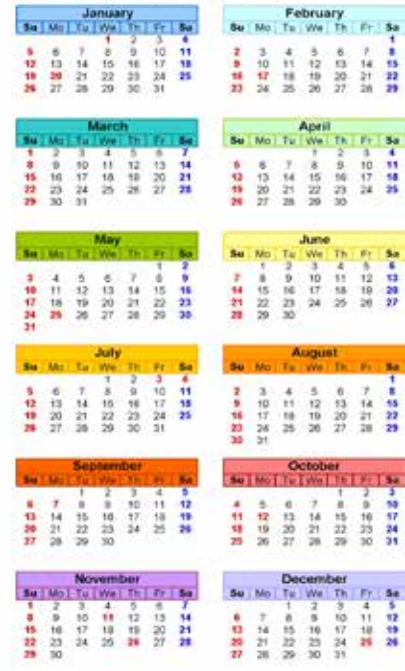 January
Su Mo Tu We Th Fr Sa
1 2 3 4
5 6 7 8 9 10 11
12 13 14 15 16 17 18
19 20 21 22 23 24 25
26 27 28 29 30 31
February
Su Mo Tu We Th Fr Sa
1
2 3 4 5 6 7 8
9 10 11 12 13 14 15
16 17 18 19 20 21 22
23 24 25 26 27 28 29
March
Su Mo Tu We Th Fr Sa
1 2 3 4 5 6 7
8 9 10 11 12 13 14
15 16 17 18 19 20 21
22 23 24 25 26 27 28
29 30 31
April
Su Mo Tu We Th Fr Sa
1 2 3 4
5 6 7 8 9 10 11
12 13 14 15 16 17 18
19 20 21 22 23 24 25
26 27 28 29 30
May
Su Mo Tu We Th Fr Sa
1 2
3 4 5 6 7 8 9
10 11 12 13 14 15 16
17 18 19 20 21 22 23
24 25 26 27 28 29 30
31
June
Su Mo Tu We Th Fr Sa
1 2 3 4 5 6
7 8 9 10 11 12 13
14 15 16 17 18 19 20
21 22 23 24 25 26 27
28 29 30
July
Su Mo Tu We Th Fr Sa
1 2 3 4
5 6 7 8 9 10 11
12 13 14 15 16 17 18
19 20 21 22 23 24 25
26 27 28 29 30 31
August
Su Mo Tu We Th Fr Sa
1
2 3 4 5 6 7 8
9 10 11 12 13 14 15
16 17 18 19 20 21 22
23 24 25 26 27 28 29
30 31
September
Su Mo Tu We Th Fr Sa
1 2 3 4 5
6 7 8 9 10 11 12
13 14 15 16 17 18 19
20 21 22 23 24 25 26
27 28 29 30
October
Su Mo Tu We Th Fr Sa
1 2 3
4 5 6 7 8 9 10
11 12 13 14 15 16 17
18 19 20 21 22 23 24
25 26 27 28 29 30 31
November
Su Mo Tu We Th Fr Sa
1 2 3 4 5 6 7
8 9 10 11 12 13 14
15 16 17 18 19 20 21
22 23 24 25 26 27 28
29 30
December
Su Mo Tu We Th Fr Sa
1 2 3 4 5
6 7 8 9 10 11 12
13 14 15 16 17 18 19
20 21 22 23 24 25 26
27 28 29 30 31